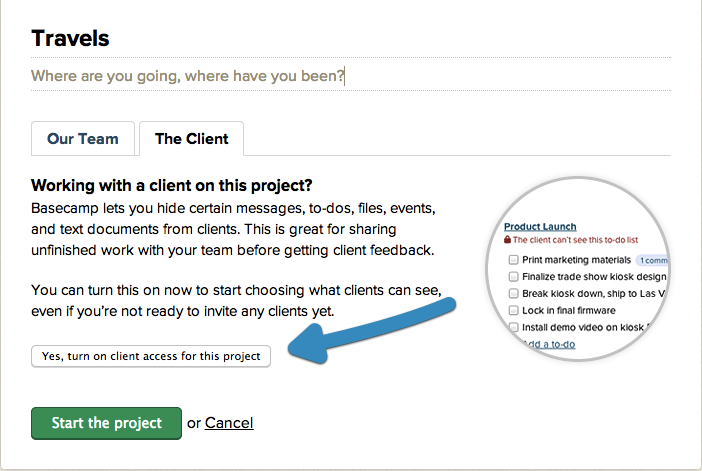 Travels
Where are you going, where have you been?
Our Team
The Client
Working with a client on this project?
Basecamp lets you hide certain messages, to-dos, files, events,
and text documents from clients. This is great for sharing
unfinished work with your team before getting client feedback.
You can turn this on now to start choosing what clients can see,
even if you're not ready to invite any clients yet.
Yes, turn on client access for this project
Product Launch
The client can't see this to-do list
Print marketing materials 1 comm
Finalize trade show kiosk design
Break kiosk down, ship to Las V
Lock in final firmware
Install demo video on kiosk
Add a to-do
Start the project or Cancel